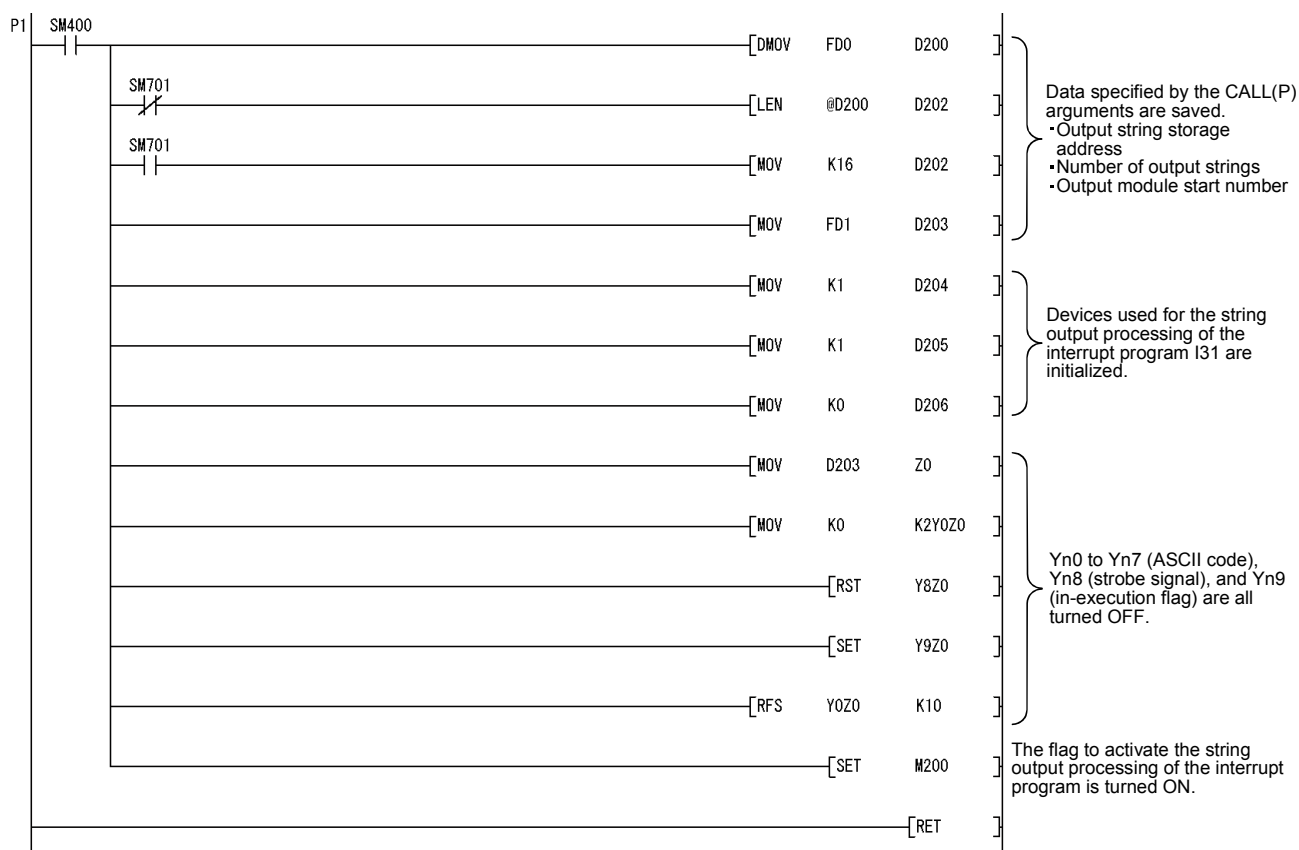 P1 SM400
[DMOV FD0 D200 ]
SM701
[LEN @D200 D202 ]
SM701
[MOV K16 D202 ]
[MOV FD1 D203 ]
Data specified by the CALL(P)
arguments are saved.
▪Output string storage
address
▪Number of output strings
▪Output module start number
[MOV K1 D204 ]
[MOV K1 D205 ]
[MOV K0 D206 ]
Devices used for the string
output processing of the
interrupt program I31 are
initialized.
[MOV D203 Z0 ]
[MOV K0 K2Y0Z0 ]
[RST Y8Z0 ]
[SET Y9Z0 ]
[RFS Y0Z0 K10 ]
Yn0 to Yn7 (ASCII code),
Yn8 (strobe signal), and Yn9
(in-execution flag) are all
turned OFF.
[SET M200 ]
The flag to activate the string
output processing of the interrupt
program is turned ON.
[RET ]